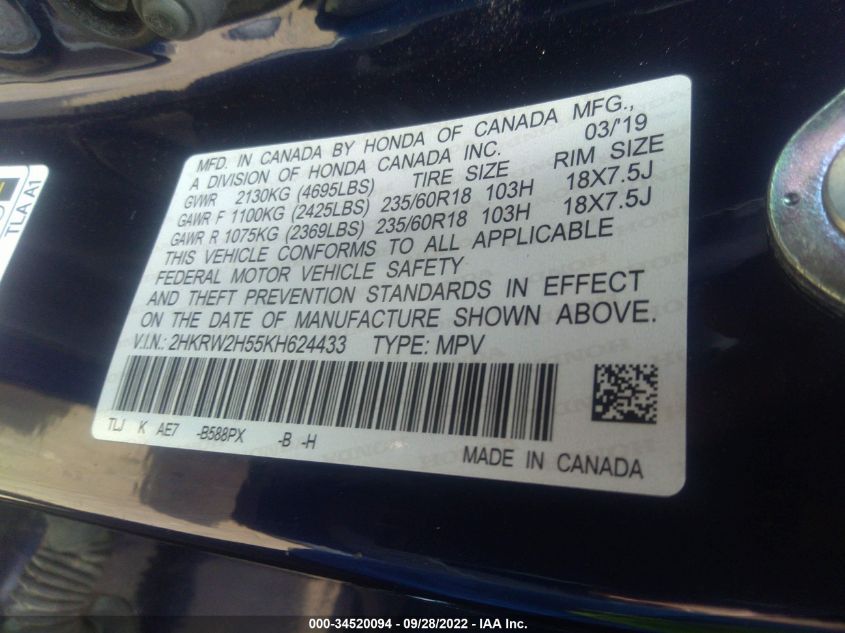 MFD. IN CANADA BY HONDA OF CANADA MFG.,
A DIVISION OF HONDA CANADA INC. 03/'19
GVWR 2130KG (4695LBS) TIRE SIZE RIM SIZE
GAWR F 1100KG (2425LBS) 235/60R18 103H 18X7.5J
GAWR R 1075KG (2369LBS) 235/60R18 103H 18X7.5J
THIS VEHICLE CONFORMS TO ALL APPLICABLE
FEDERAL MOTOR VEHICLE SAFETY
AND THEFT PREVENTION STANDARDS IN EFFECT
ON THE DATE OF MANUFACTURE SHOWN ABOVE.
V.I.N.: 2HKRW2H55KH624433 TYPE: MPV
TLJ K AE7 -B588PX -B -H
MADE IN CANADA
TLA A1
000-34520094 - 09/28/2022 - IAA Inc.